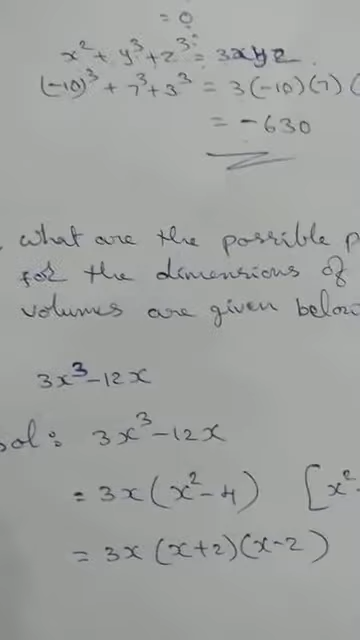 = 0
x² + y³ + z³ = 3xyz
(-10)³ + 7³ + 3³ = 3(-10)(7)(
= -630
what are the possible
for the dimensions of
volumes are given below
3x³ - 12x
sol: 3x³ - 12x
= 3x(x² - 4) [x²
= 3x (x+2)(x-2)